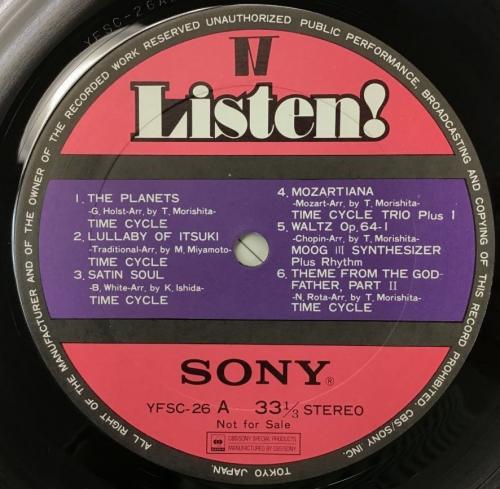 ALL RIGHT OF THE MANUFACTURER AND OF THE OWNER OF THE RECORDED WORK RESERVED UNAUTHORIZED PUBLIC PERFORMANCE, BROADCASTING AND COPYING OF THIS RECORD PROHIBITED. CBS/SONY INC. TOKYO JAPAN.
IV
Listen!
1. THE PLANETS
-G, Holst-Arr, by T, Morishita-
TIME CYCLE
2. LULLABY OF ITSUKI
-Traditional-Arr, by M, Miyamoto-
TIME CYCLE
3. SATIN SOUL
-B, White-Arr, by K, Ishida-
TIME CYCLE
4. MOZARTIANA
-Mozart-Arr, by T, Morishita-
TIME CYCLE TRIO Plus 1
5. WALTZ Op, 64-1
-Chopin-Arr, by T, Morishita-
MOOG III SYNTHESIZER
Plus Rhythm
6. THEME FROM THE GOD-
FATHER, PART II
-N, Rota-Arr, by T, Morishita-
TIME CYCLE
SONY®
YFSC-26 A 33 1/3 STEREO
Not for Sale
CBS/SONY SPECIAL PRODUCTS
MANUFACTURED BY CBS/SONY
YFSC-26A